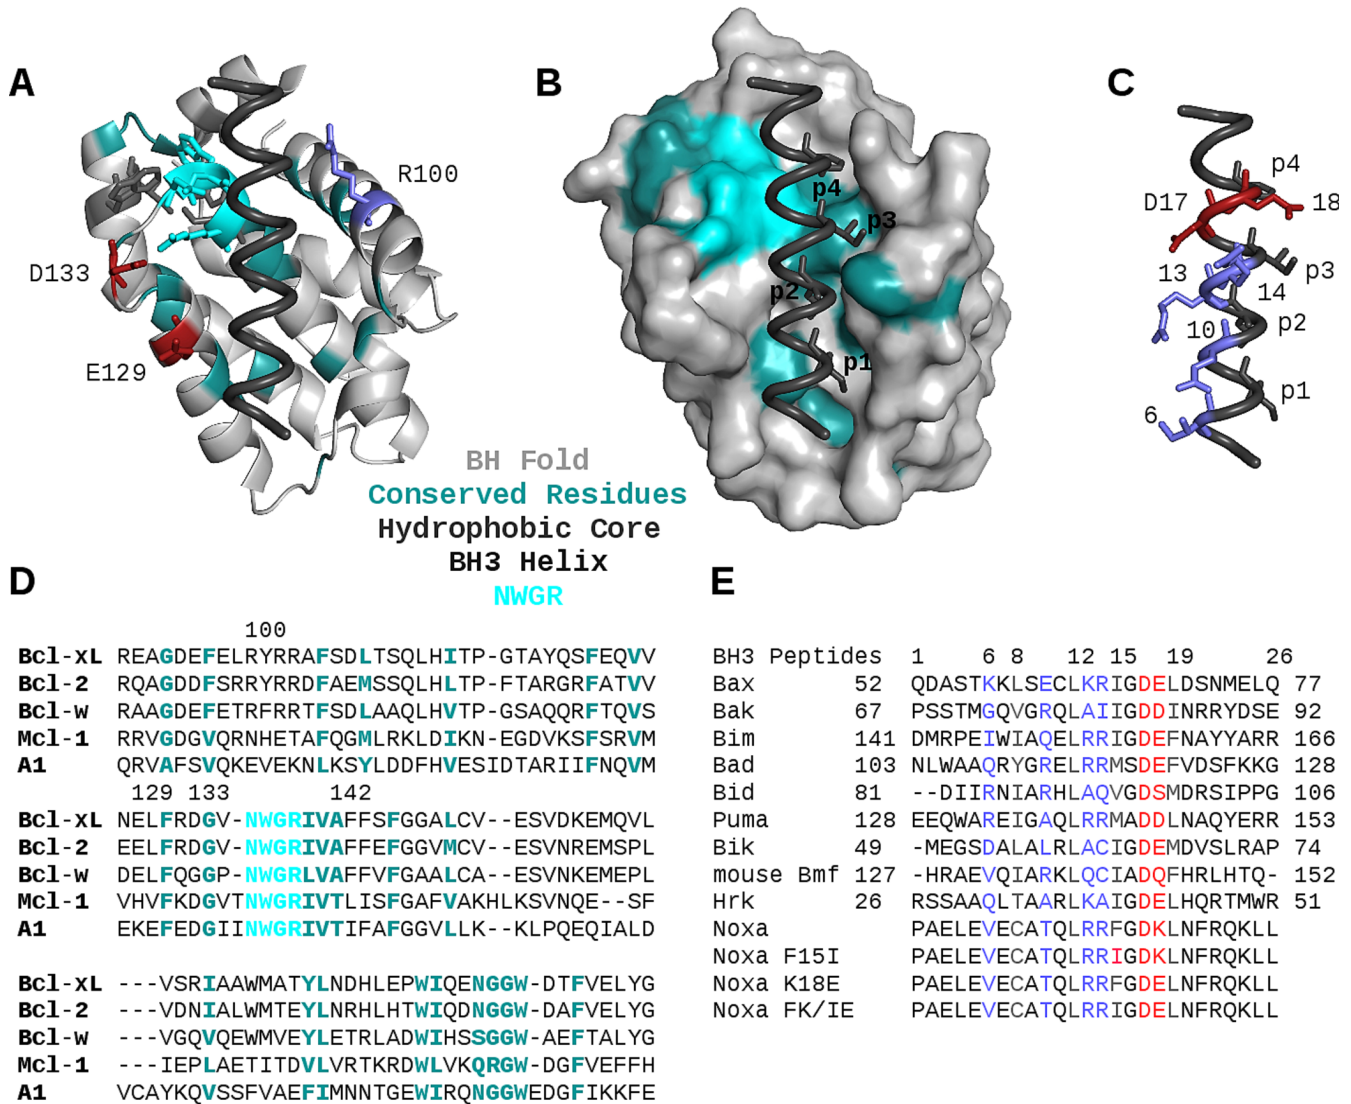 A
B
C
R100
D133
E129
p4
p3
p2
p1
p4
D17
18
13
p3
14
10
p2
p1
6
BH Fold
Conserved Residues
Hydrophobic Core
BH3 Helix
NWGR
D
100
Bcl-xL REAGDEFELRYRRAFSDLTSQLHITP-GTAYQSFEQVV
Bcl-2 RQAGDDFSRRYRRDFAEMSSQLHLTP-FTARGRFATVV
Bcl-w RAAGDEFETRFRRTFSDLAAQLHVTP-GSAQQRFTQVS
Mcl-1 RRVGDGVQRNHETAFQGMLRKLDIKN-EGDVKSFSRVM
A1 QRVAFSVQKEVEKNLKSYLDDFHVESIDTARIIFNQVM
129 133 142
Bcl-xL NELFRDGV-NWGRIVAFFSFGGALCV--ESVDKEMQVL
Bcl-2 EELFRDGV-NWGRIVAFFEFGGVMCV--ESVNREMSPL
Bcl-w DELFQGGP-NWGRLVAFFVFGAALCA--ESVNKEMEPL
Mcl-1 VHVFKDGVTNWGRIVTLISFGAFVAKHLKSVNQE--SF
A1 EKEFEDGIINWGRIVTIFAFGGVLLK--KLPQEQIALD
Bcl-xL ---VSRIAAWMATYLNDHLEPWIQENGGW-DTFVELYG
Bcl-2 ---VDNIALWMTEYLNRHLHTWIQDNGGW-DAFVELYG
Bcl-w ---VGQVQEWMVEYLETRLADWIHSSGGW-AEFTALYG
Mcl-1 ---IEPLAETITDVLVRTKRDWLVKQRGW-DGFVEFFH
A1 VCAYKQVSSFVAEFIMNNTGEWIRQNGGWEDGFIKKFE
E
BH3 Peptides 1 6 8 12 15 19 26
Bax 52 QDASTKKLSECLKRIGDELDSNMELQ 77
Bak 67 PSSTMGQVGRQLAIIGDDINRRYDSE 92
Bim 141 DMRPEIWIAQELRRIGDEFNAYYARR 166
Bad 103 NLWAAQRYGRELRRMSDEFVDSFKKG 128
Bid 81 --DIIRNIARHLAQVGDSMDRSIPPG 106
Puma 128 EEQWAREIGAQLRRMADDLNAQYERR 153
Bik 49 -MEGSDALALRLACIGDEMDVSLRAP 74
mouse Bmf 127 -HRAEVQIARKLQCIADQFHRLHTQ- 152
Hrk 26 RSSAAQLTAARLKAIGDELHQRTMWR 51
Noxa PAELEVECATQLRRFGDKLNFRQKLL
Noxa F15I PAELEVECATQLRRIGDKLNFRQKLL
Noxa K18E PAELEVECATQLRRFGDELNFRQKLL
Noxa FK/IE PAELEVECATQLRRIGDELNFRQKLL